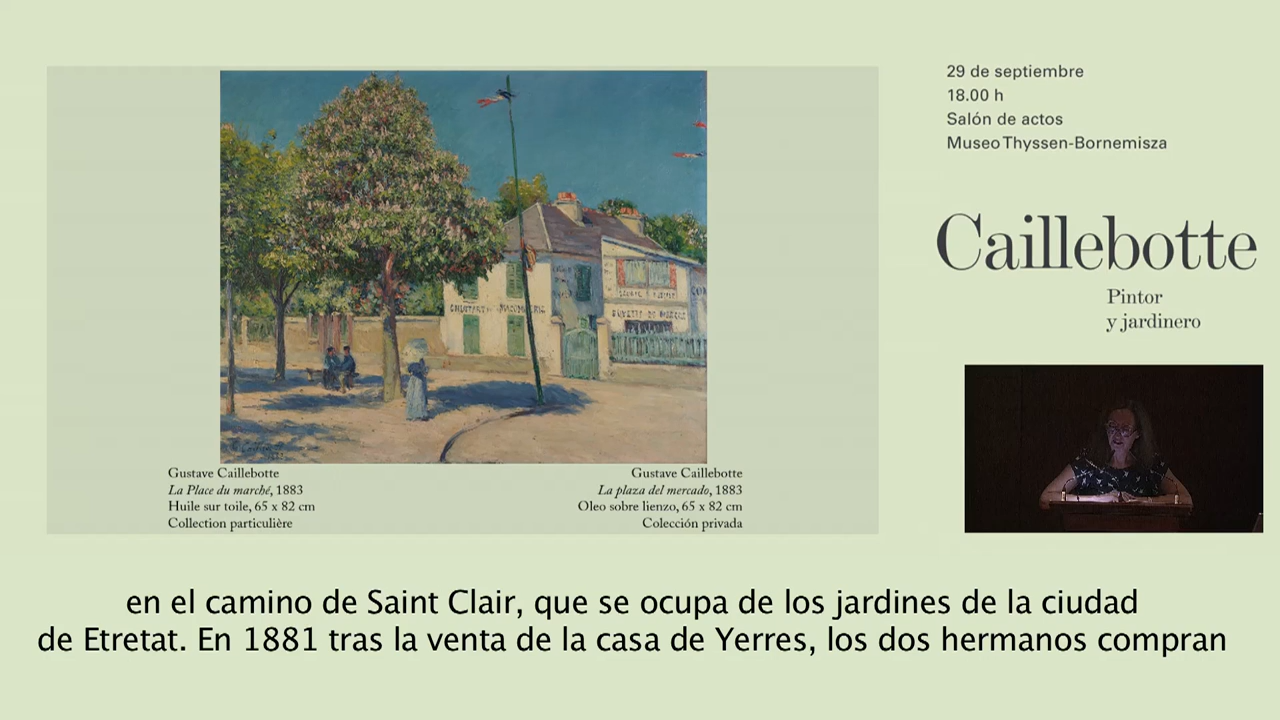 29 de septiembre
18.00 h
Salón de actos
Museo Thyssen-Bornemisza
Caillebotte
Pintor
y jardinero
Gustave Caillebotte
La Place du marché, 1883
Huile sur toile, 65 x 82 cm
Collection particulière
Gustave Caillebotte
La plaza del mercado, 1883
Oleo sobre lienzo, 65 x 82 cm
Colección privada
en el camino de Saint Clair, que se ocupa de los jardines de la ciudad
de Etretat. En 1881 tras la venta de la casa de Yerres, los dos hermanos compran